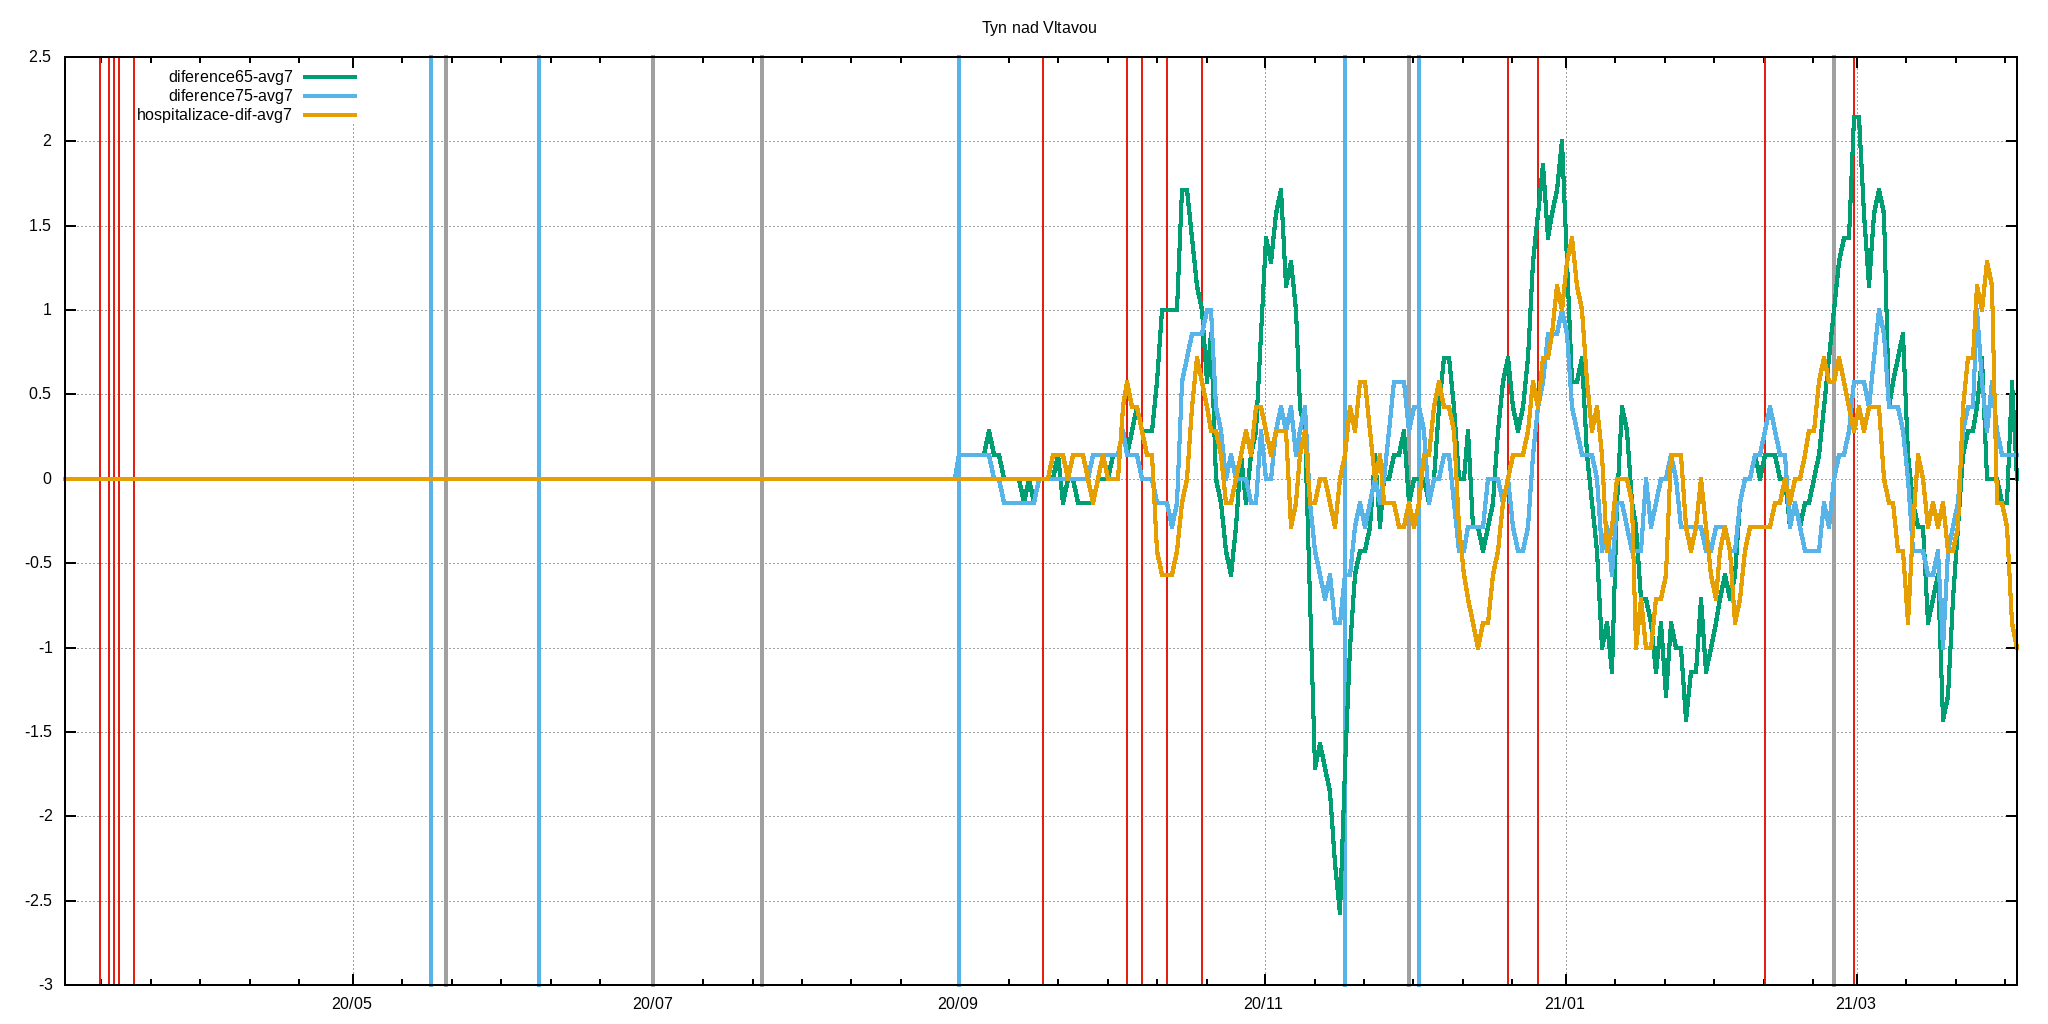 Tyn nad Vltavou
2.5
2
1.5
1
0.5
0
-0.5
-1
-1.5
-2
-2.5
-3
diference65-avg7
diference75-avg7
hospitalizace-dif-avg7
20/05 20/07 20/09 20/11 21/01 21/03